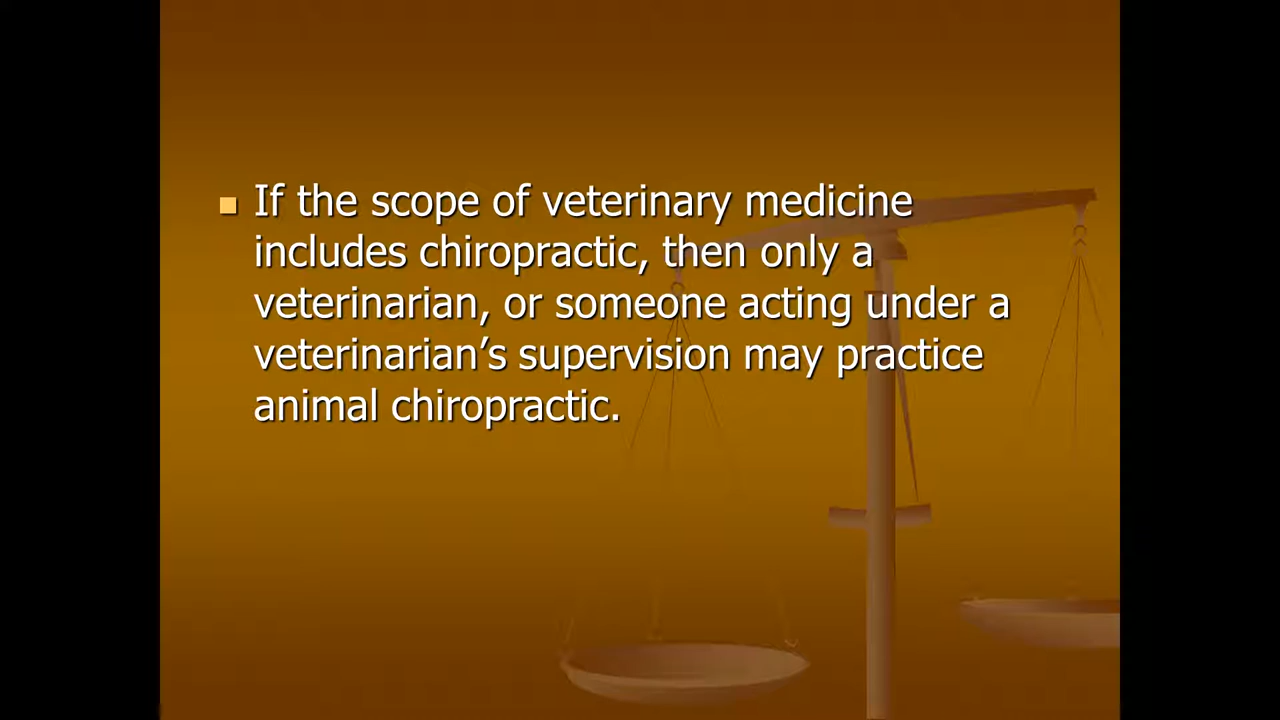 If the scope of veterinary medicine
includes chiropractic, then only a
veterinarian, or someone acting under a
veterinarian’s supervision may practice
animal chiropractic.